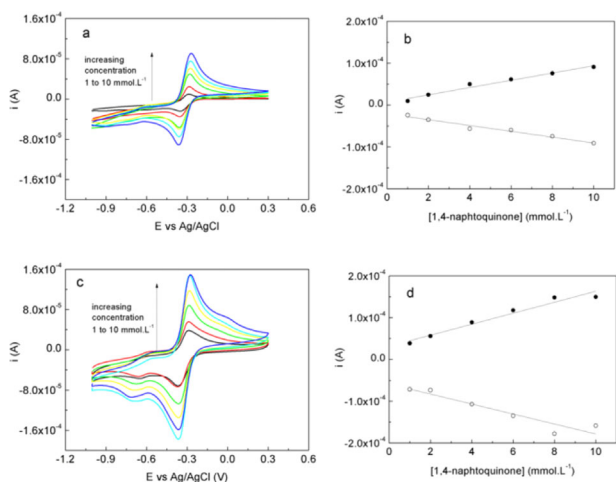 a
increasing
concentration
1 to 10 mmol.L⁻¹
i (A)
1.6x10⁻⁴
8.0x10⁻⁵
0.0
-8.0x10⁻⁵
-1.6x10⁻⁴
-1.2 -0.9 -0.6 -0.3 0.0 0.3 0.6
E vs Ag/AgCl
b
i (A)
2.0x10⁻⁴
1.0x10⁻⁴
0.0
-1.0x10⁻⁴
-2.0x10⁻⁴
0 2 4 6 8 10
[1,4-naphtoquinone] (mmol.L⁻¹)
c
increasing
concentration
1 to 10 mmol.L⁻¹
i (A)
1.6x10⁻⁴
8.0x10⁻⁵
0.0
-8.0x10⁻⁵
-1.6x10⁻⁴
-1.2 -0.9 -0.6 -0.3 0.0 0.3 0.6
E vs Ag/AgCl (V)
d
i (A)
1.0x10⁻⁴
0.0
-1.0x10⁻⁴
-2.0x10⁻⁴
0 2 4 6 8 10
[1,4-naphtoquinone] (mmol.L⁻¹)